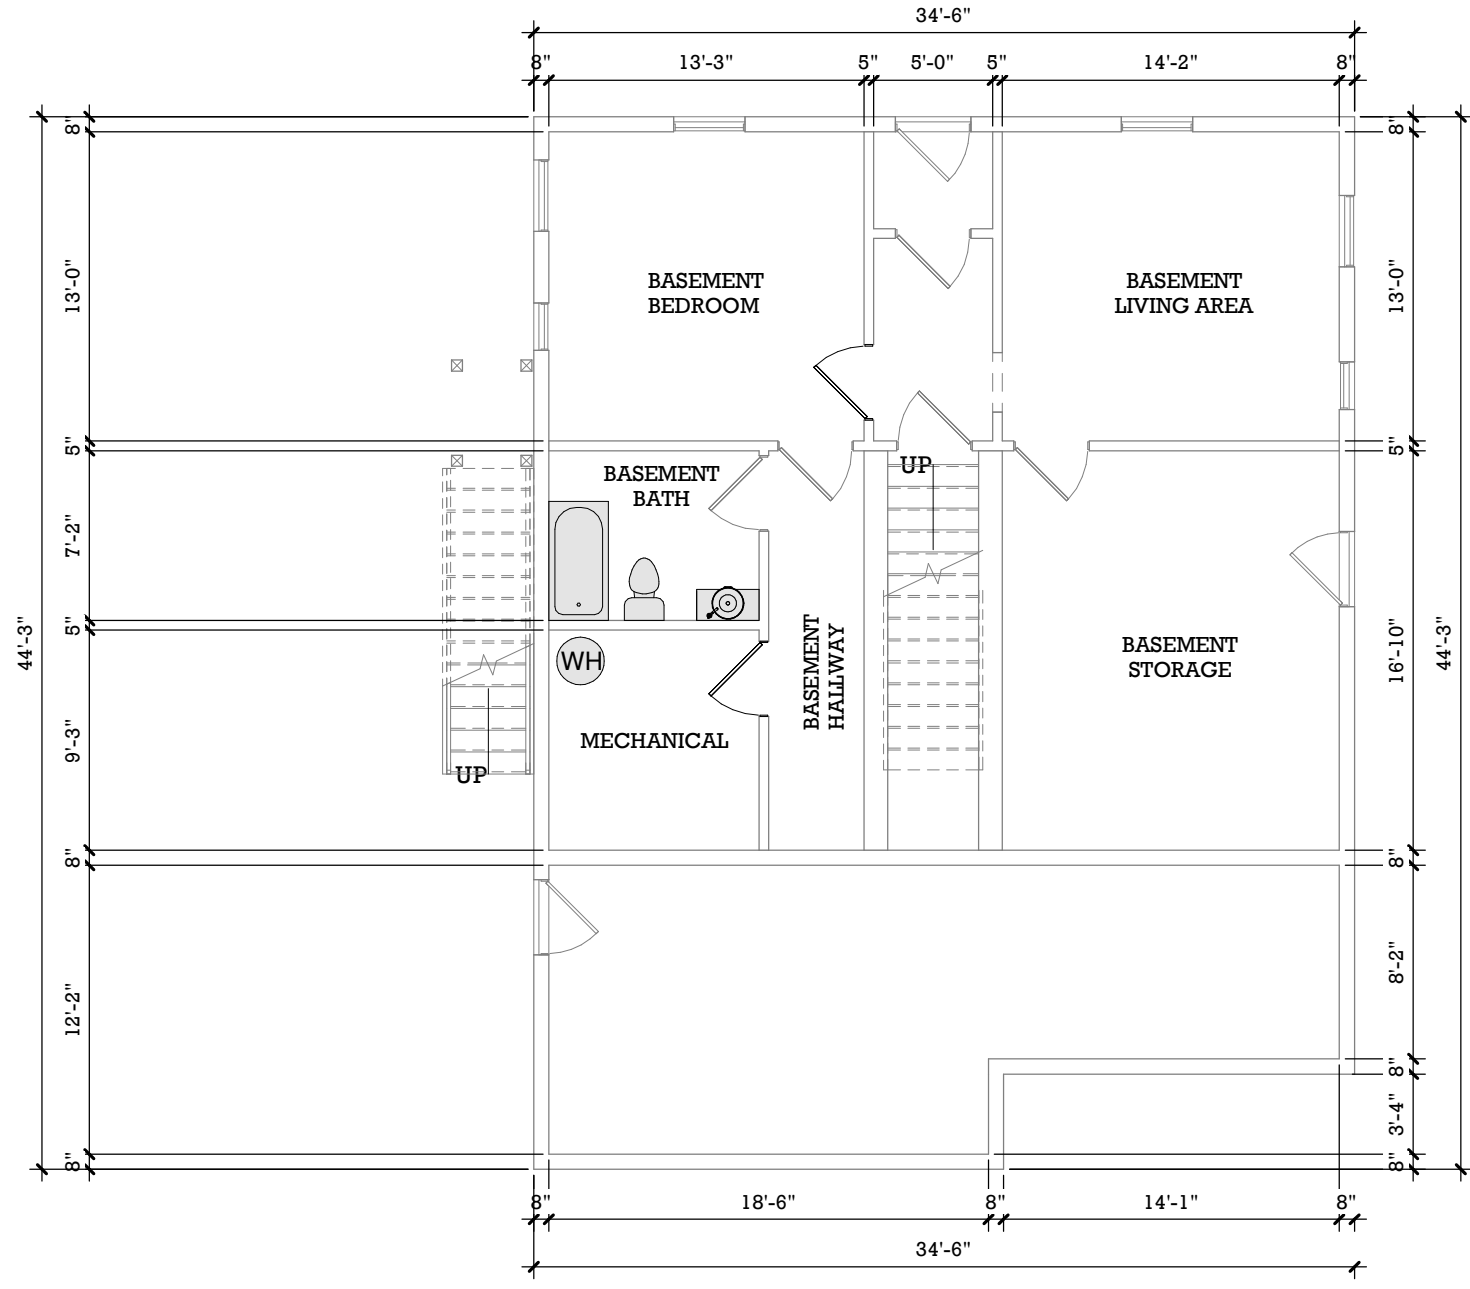 34'-6"
8" 13'-3" 5" 5'-0" 5" 14'-2" 8"
8"
8"
13'-0"
13'-0"
BASEMENT
BEDROOM
BASEMENT
LIVING AREA
5"
5"
BASEMENT
BATH
UP
7'-2"
5"
44'-3"
WH
BASEMENT
HALLWAY
BASEMENT
STORAGE
16'-10"
44'-3"
MECHANICAL
9'-3"
UP
8"
8"
8'-2"
12'-2"
8"
3'-4"
8"
8"
8" 18'-6" 8" 14'-1" 8"
34'-6"